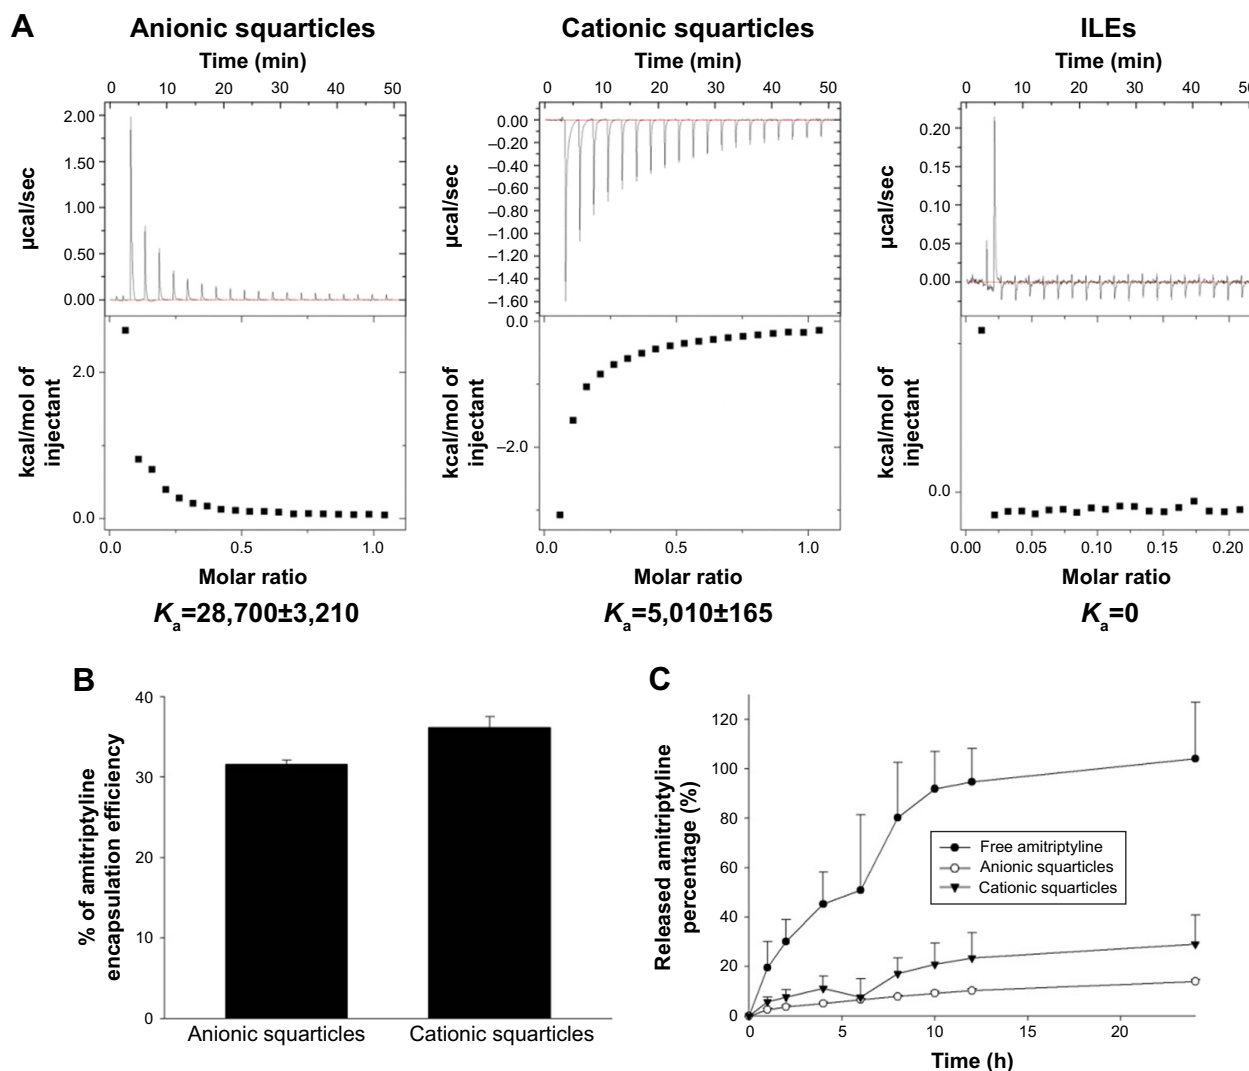 A
Anionic squarticles
Time (min)
0 10 20 30 40 50
2.00
1.50
1.00
0.50
0.00
µcal/sec
2.0
0.0
kcal/mol of
injectant
0.0 0.5 1.0
Molar ratio
Ka=28,700±3,210
Cationic squarticles
Time (min)
0 10 20 30 40 50
0.00
–0.20
–0.40
–0.60
–0.80
–1.00
–1.20
–1.40
–1.60
µcal/sec
0.0
–2.0
kcal/mol of
injectant
0.0 0.5 1.0
Molar ratio
Ka=5,010±165
ILEs
Time (min)
0 10 20 30 40 50
0.20
0.15
0.10
0.05
0.00
µcal/sec
0.0
kcal/mol of
injectant
0.00 0.05 0.10 0.15 0.20
Molar ratio
Ka=0
B
40
30
20
10
0
% of amitriptyline
encapsulation efficiency
Anionic squarticles Cationic squarticles
C
120
100
80
60
40
20
0
Released amitriptyline
percentage (%)
Free amitriptyline
Anionic squarticles
Cationic squarticles
0 5 10 15 20
Time (h)